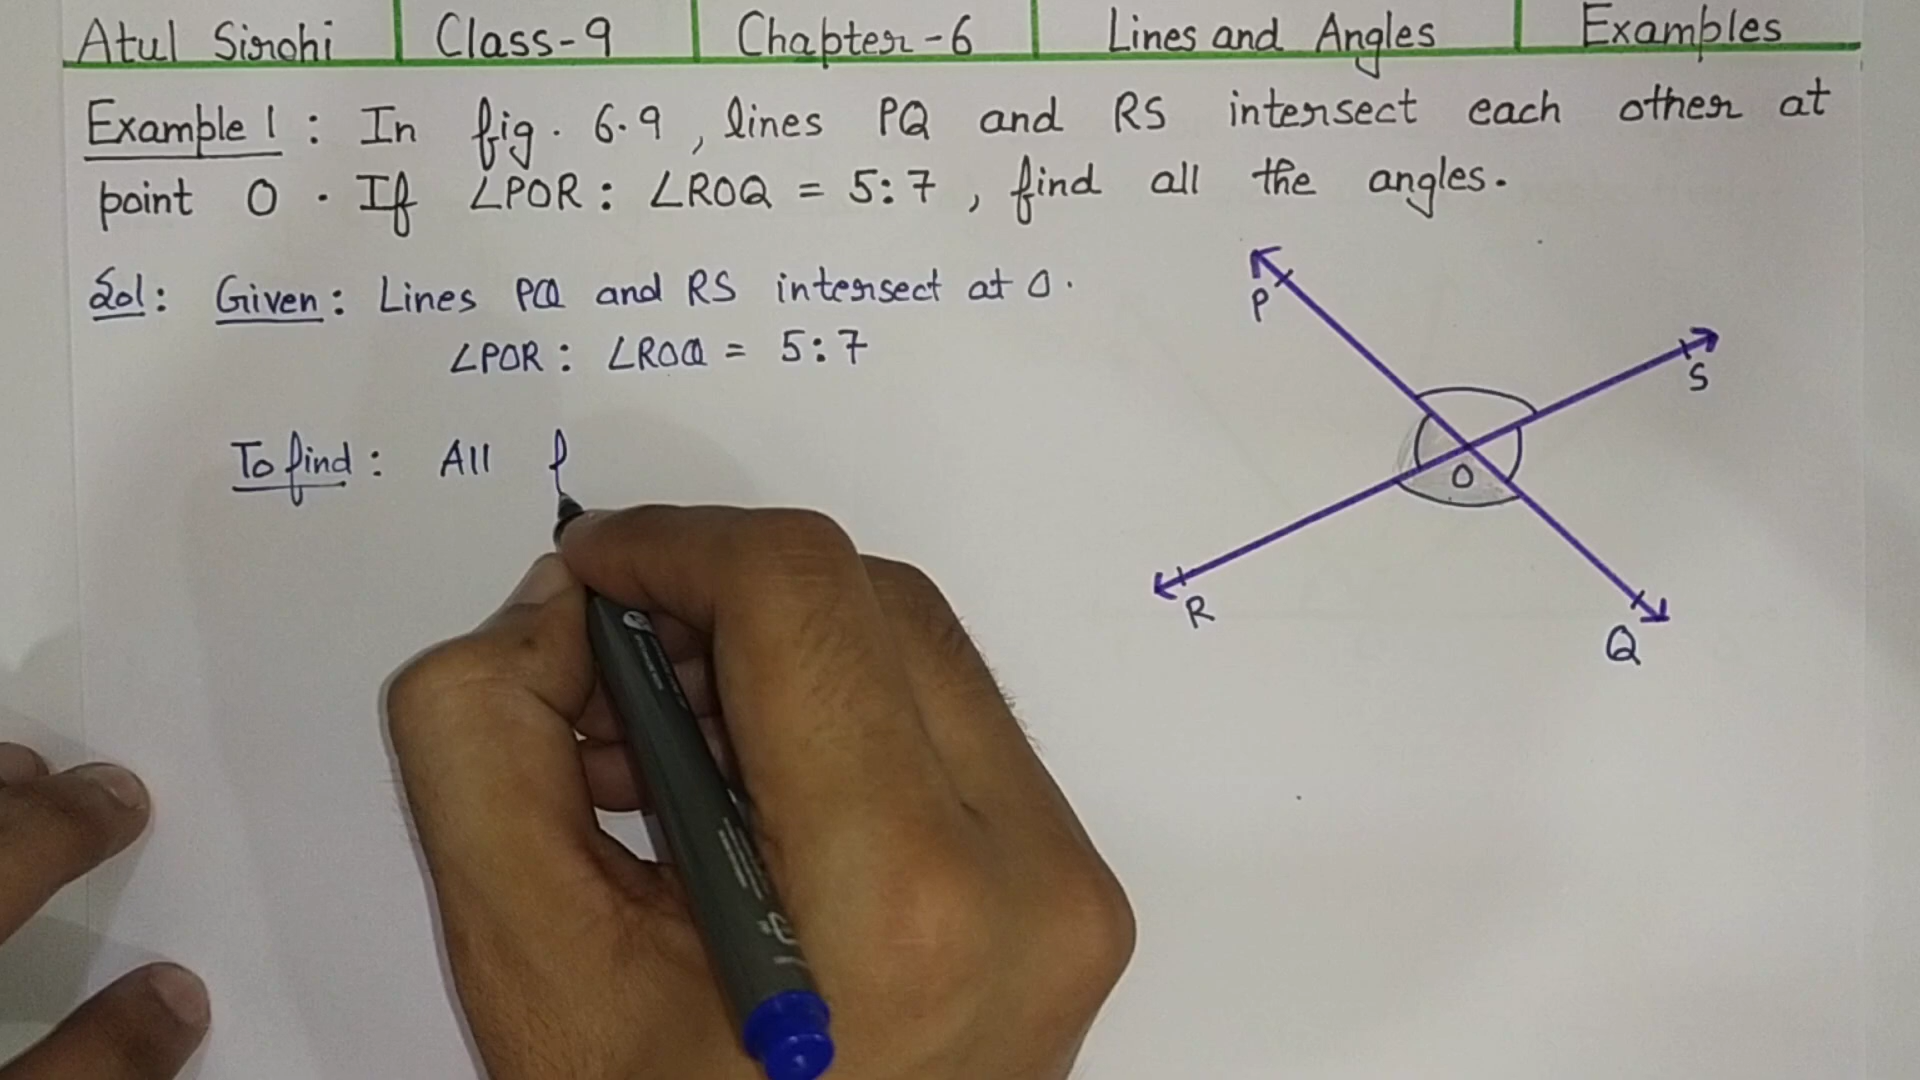 Atul Sirohi Class-9 Chapter-6 Lines and Angles Examples
Example 1 : In fig. 6.9, lines PQ and RS intersect each other at
point O. If ∠POR : ∠ROQ = 5:7, find all the angles.
Sol: Given: Lines PQ and RS intersect at O.
∠POR : ∠ROQ = 5:7
To find: All f
P
S
O
R
Q